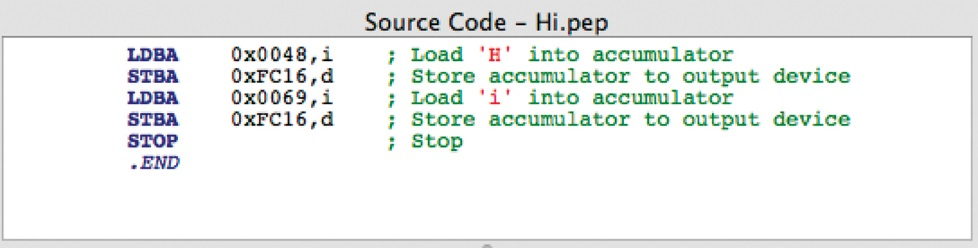 Source Code - Hi.pep
LDBA 0x0048,i ; Load 'H' into accumulator
STBA 0xFC16,d ; Store accumulator to output device
LDBA 0x0069,i ; Load 'i' into accumulator
STBA 0xFC16,d ; Store accumulator to output device
STOP ; Stop
.END